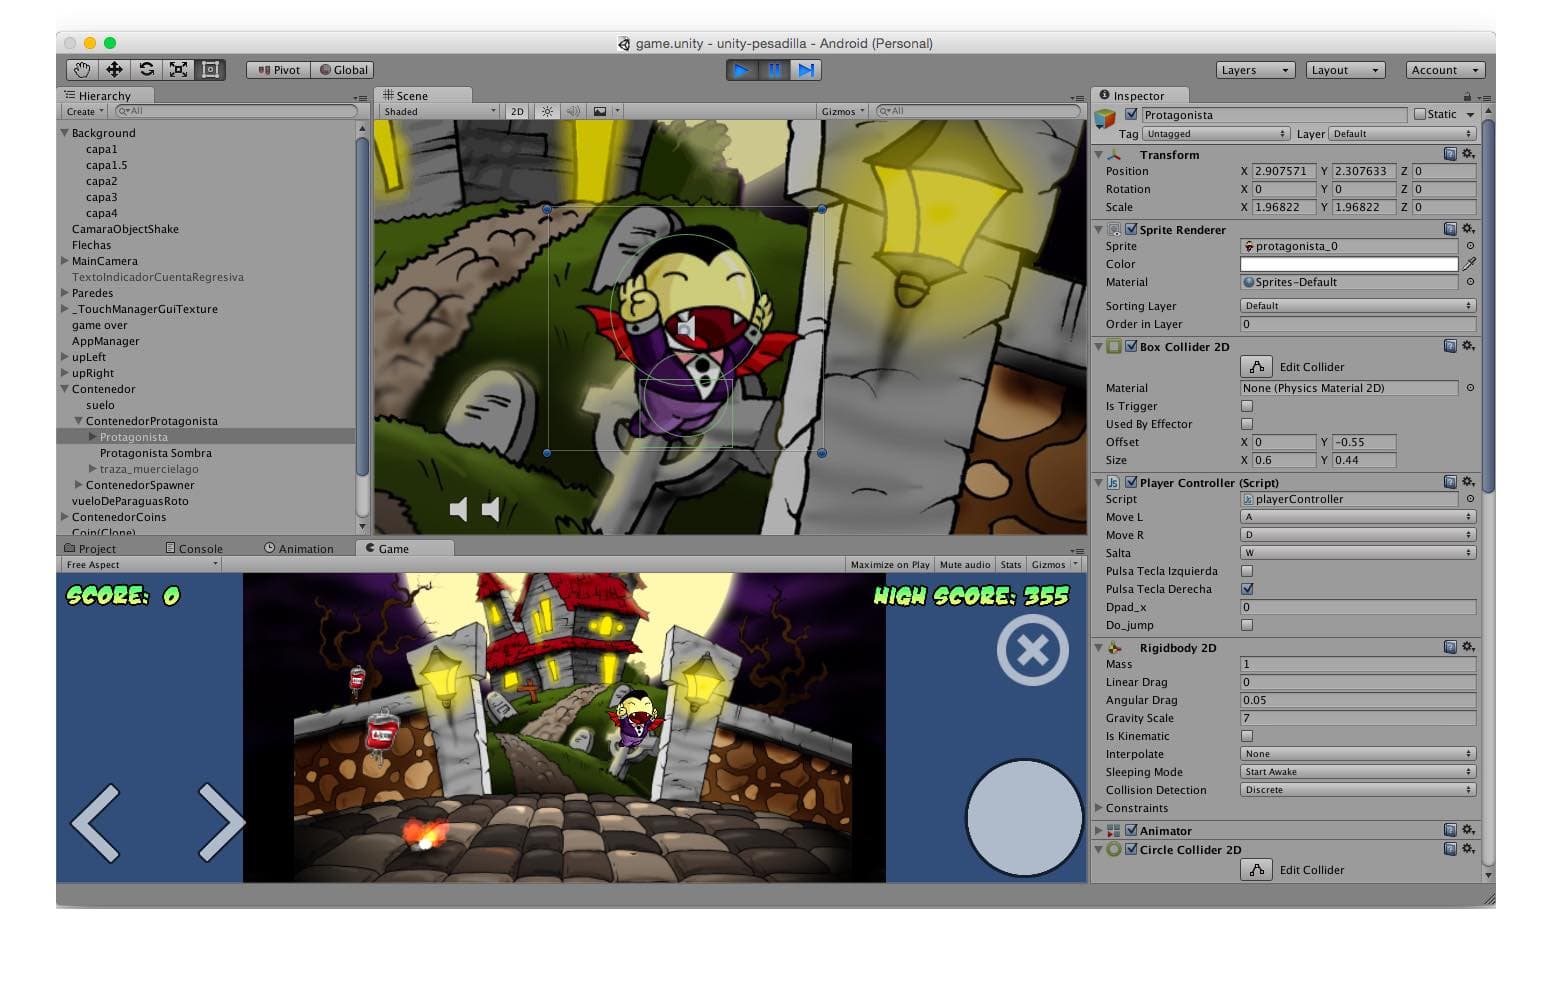 game.unity - unity-pesadilla - Android (Personal)
Pivot
Global
Layers
Layout
Account
Hierarchy
Create
All
Background
capa1
capa1.5
capa2
capa3
capa4
CamaraObjectShake
Flechas
MainCamera
TextoIndicadorCuentaRegresiva
Paredes
_TouchManagerGuiTexture
game over
AppManager
upLeft
upRight
Contenedor
suelo
ContenedorProtagonista
Protagonista
Protagonista Sombra
traza_muercielago
ContenedorSpawner
vueloDeParaguasRoto
ContenedorCoins
Coin(Clone)
Scene
Shaded
2D
Gizmos
All
Project
Console
Animation
Game
Free Aspect
Maximize on Play
Mute audio
Stats
Gizmos
SCORE: 0
HIGH SCORE: 355
Inspector
Protagonista
Static
Tag
Untagged
Layer
Default
Transform
Position X 2.907571 Y 2.307633 Z 0
Rotation X 0 Y 0 Z 0
Scale X 1.96822 Y 1.96822 Z 0
Sprite Renderer
Sprite protagonista_0
Color
Material Sprites-Default
Sorting Layer Default
Order in Layer 0
Box Collider 2D
Edit Collider
Material None (Physics Material 2D)
Is Trigger
Used By Effector
Offset X 0 Y -0.55
Size X 0.6 Y 0.44
Js Player Controller (Script)
Script playerController
Move L A
Move R D
Salta W
Pulsa Tecla Izquierda
Pulsa Tecla Derecha
Dpad_x 0
Do_jump
Rigidbody 2D
Mass 1
Linear Drag 0
Angular Drag 0.05
Gravity Scale 7
Is Kinematic
Interpolate None
Sleeping Mode Start Awake
Collision Detection Discrete
Constraints
Animator
Circle Collider 2D
Edit Collider